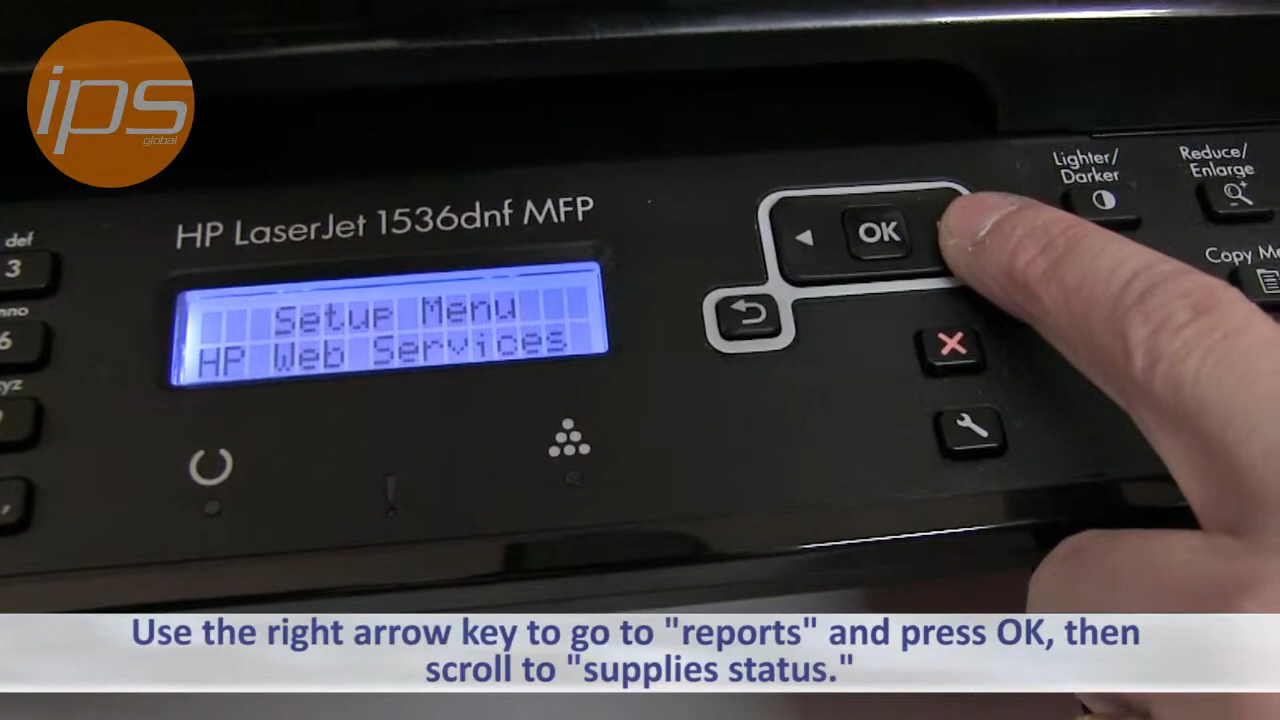 ips
global
Lighter/
Darker
Reduce/
Enlarge
HP LaserJet 1536dnf MFP
def
3
OK
Copy
Setup Menu
HP Web Services
mno
6
xyz
Use the right arrow key to go to "reports" and press OK, then
scroll to "supplies status."